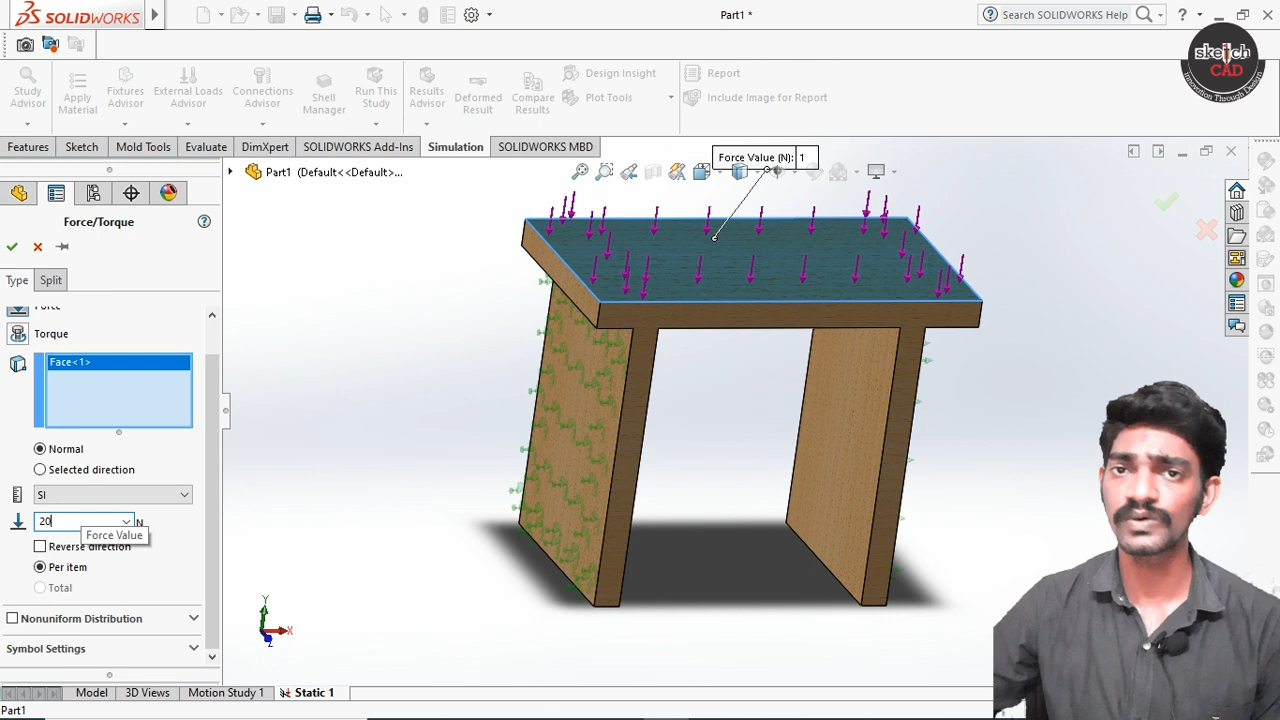 SOLIDWORKS
Part1 *
Search SOLIDWORKS Help
sketch
CAD
Innovation Through Design
Study
Advisor
Apply
Material
Fixtures
Advisor
External Loads
Advisor
Connections
Advisor
Shell
Manager
Run This
Study
Results
Advisor
Deformed
Result
Compare
Results
Design Insight
Plot Tools
Report
Include Image for Report
Features
Sketch
Mold Tools
Evaluate
DimXpert
SOLIDWORKS Add-Ins
Simulation
SOLIDWORKS MBD
Part1 (Default<<Default>...
Force Value (N): 1
Force/Torque
Type
Split
Force
Torque
Face<1>
Normal
Selected direction
SI
20
N
Force Value
Reverse direction
Per item
Total
Nonuniform Distribution
Symbol Settings
Y
X
Z
Model
3D Views
Motion Study 1
Static 1
Part1